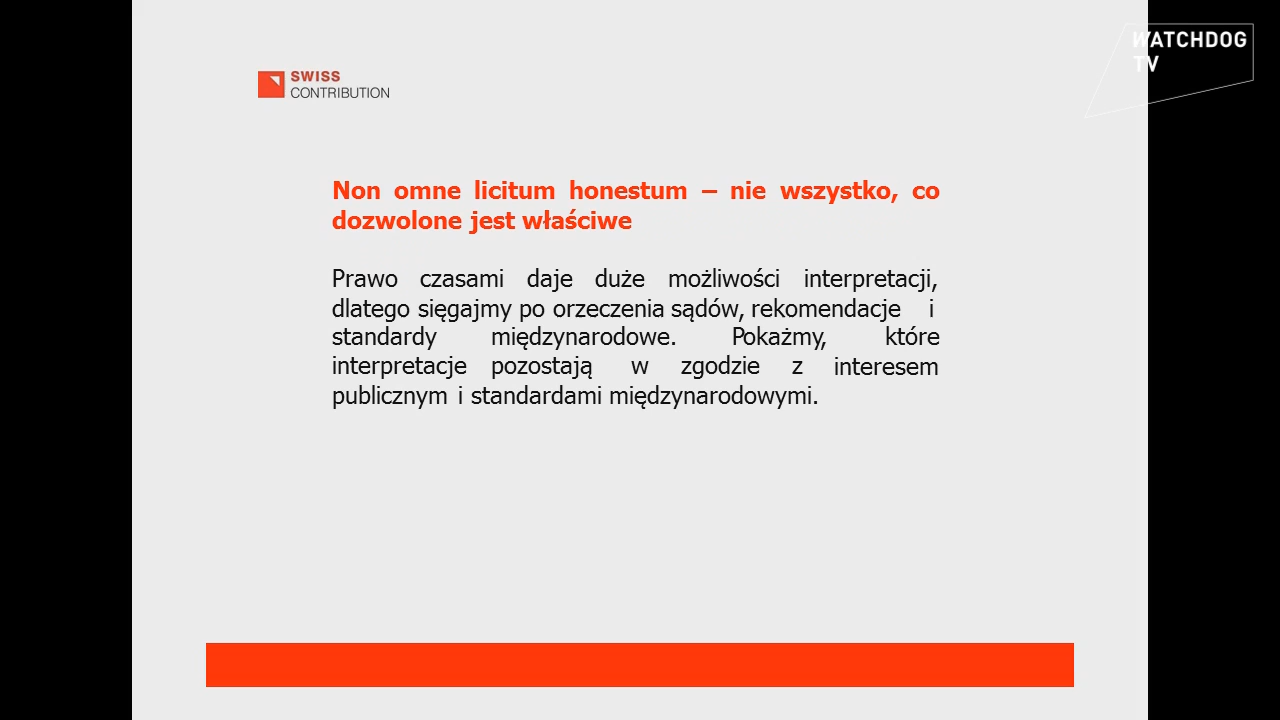 WATCHDOG
TV
SWISS
CONTRIBUTION
Non omne licitum honestum – nie wszystko, co
dozwolone jest właściwe
Prawo czasami daje duże możliwości interpretacji,
dlatego sięgajmy po orzeczenia sądów, rekomendacje i
standardy międzynarodowe. Pokażmy, które
interpretacje pozostają w zgodzie z interesem
publicznym i standardami międzynarodowymi.